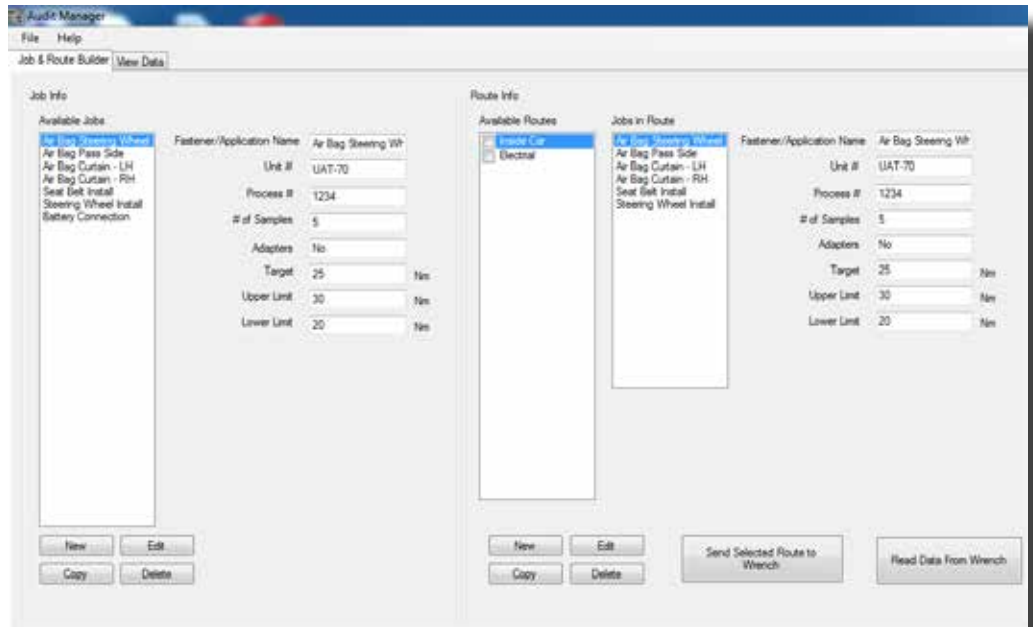 Audit Manager
File Help
Job & Route Builder View Data
Job Info
Available Jobs
Air Bag Steering Wheel
Air Bag Pass Side
Air Bag Curtain - LH
Air Bag Curtain - RH
Seat Belt Install
Steering Wheel Install
Battery Connection
Fastener/Application Name Air Bag Steering Wh
Unit # UAT-70
Process # 1234
# of Samples 5
Adapters No
Target 25 Nm
Upper Limit 30 Nm
Lower Limit 20 Nm
New Edit
Copy Delete
Route Info
Available Routes
Inside Car
Electrial
Jobs in Route
Air Bag Steering Wheel
Air Bag Pass Side
Air Bag Curtain - LH
Air Bag Curtain - RH
Seat Belt Install
Steering Wheel Install
Fastener/Application Name Air Bag Steering Wh
Unit # UAT-70
Process # 1234
# of Samples 5
Adapters No
Target 25 Nm
Upper Limit 30 Nm
Lower Limit 20 Nm
New Edit
Copy Delete
Send Selected Route to
Wrench
Read Data From Wrench